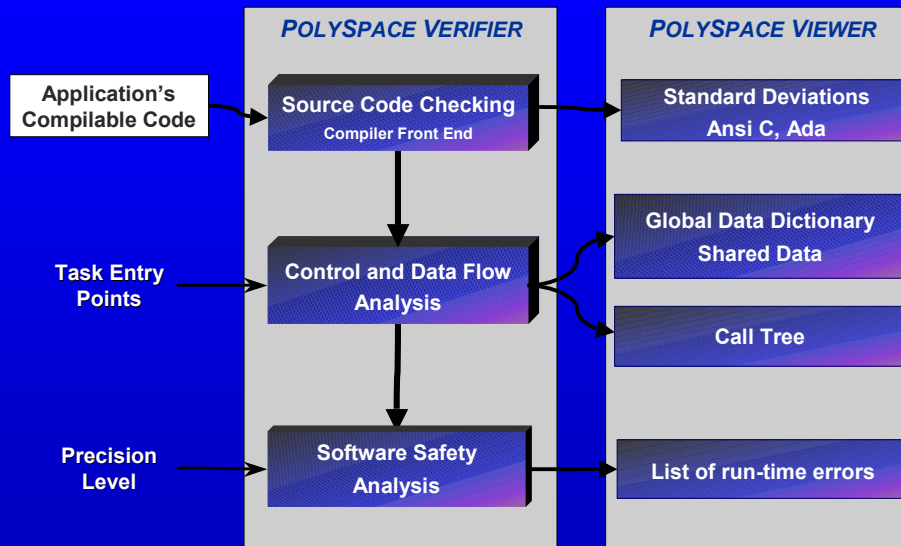 POLYSPACE VERIFIER
POLYSPACE VIEWER
Application's
Compilable Code
Source Code Checking
Compiler Front End
Standard Deviations
Ansi C, Ada
Task Entry
Points
Control and Data Flow
Analysis
Global Data Dictionary
Shared Data
Call Tree
Precision
Level
Software Safety
Analysis
List of run-time errors